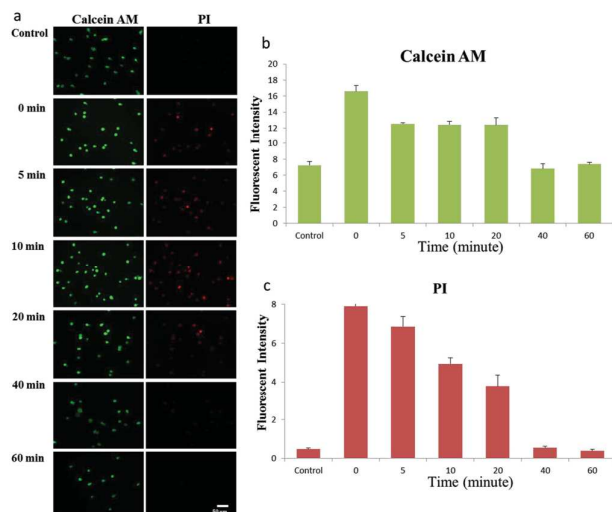 a
Calcein AM PI
Control
0 min
5 min
10 min
20 min
40 min
60 min
b
Calcein AM
Fluorescent Intensity
20
18
16
14
12
10
8
6
4
2
0
Control 0 5 10 20 40 60
Time (minute)
c
PI
Fluorescent Intensity
8
6
4
2
0
Control 0 5 10 20 40 60
Time (minute)